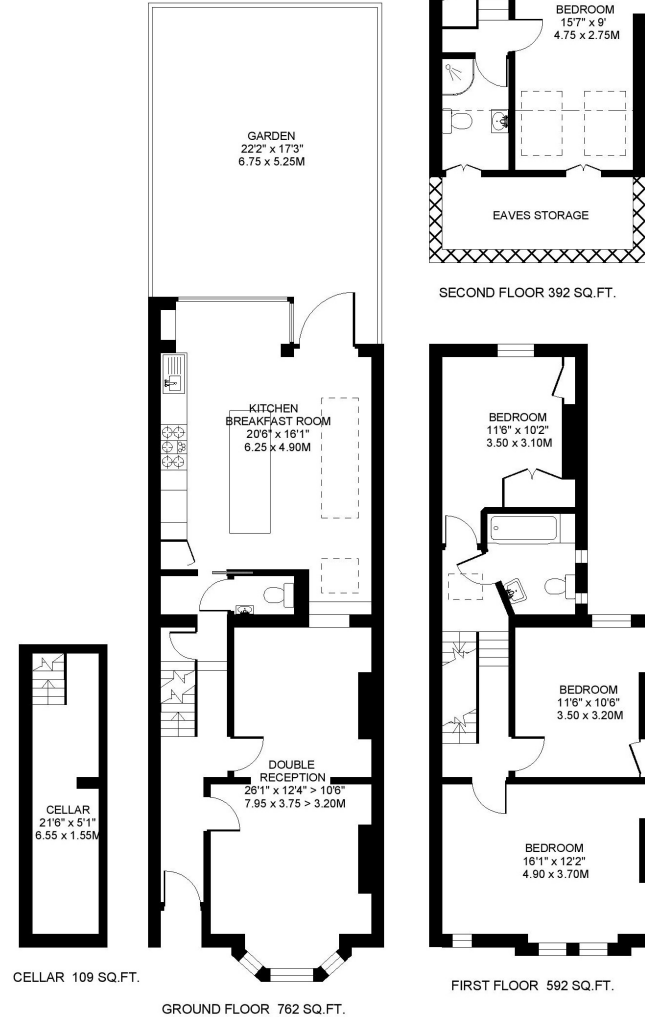 BEDROOM
15'7" x 9'
4.75 x 2.75M
EAVES STORAGE
SECOND FLOOR 392 SQ.FT.
GARDEN
22'2" x 17'3"
6.75 x 5.25M
KITCHEN
BREAKFAST ROOM
20'6" x 16'1"
6.25 x 4.90M
BEDROOM
11'6" x 10'2"
3.50 x 3.10M
BEDROOM
11'6" x 10'6"
3.50 x 3.20M
DOUBLE
RECEPTION
26'1" x 12'4" > 10'6"
7.95 x 3.75 > 3.20M
CELLAR
21'6" x 5'1"
6.55 x 1.55M
BEDROOM
16'1" x 12'2"
4.90 x 3.70M
CELLAR 109 SQ.FT.
FIRST FLOOR 592 SQ.FT.
GROUND FLOOR 762 SQ.FT.